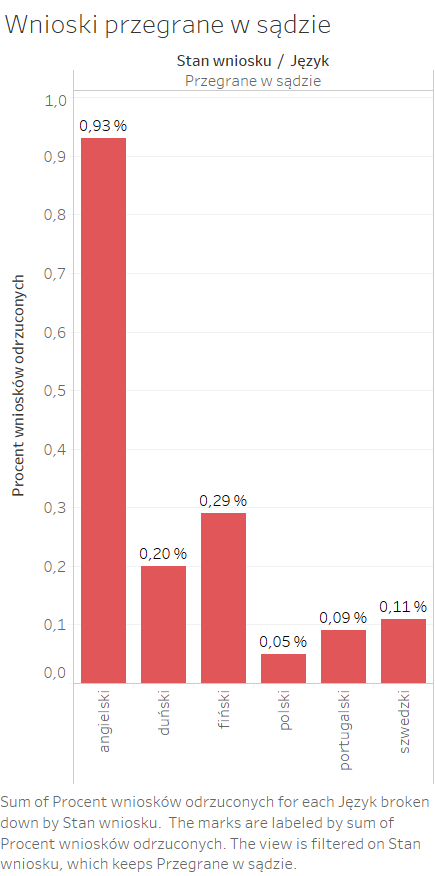 Wnioski przegrane w sądzie
Stan wniosku / Język
Przegrane w sądzie
Procent wniosków odrzuconych
1,0
0,9
0,8
0,7
0,6
0,5
0,4
0,3
0,2
0,1
0,0
0,93 %
0,20 %
0,29 %
0,05 %
0,09 %
0,11 %
angielski
duński
fiński
polski
portugalski
szwedzki
Sum of Procent wniosków odrzuconych for each Język broken
down by Stan wniosku. The marks are labeled by sum of
Procent wniosków odrzuconych. The view is filtered on Stan
wniosku, which keeps Przegrane w sądzie.